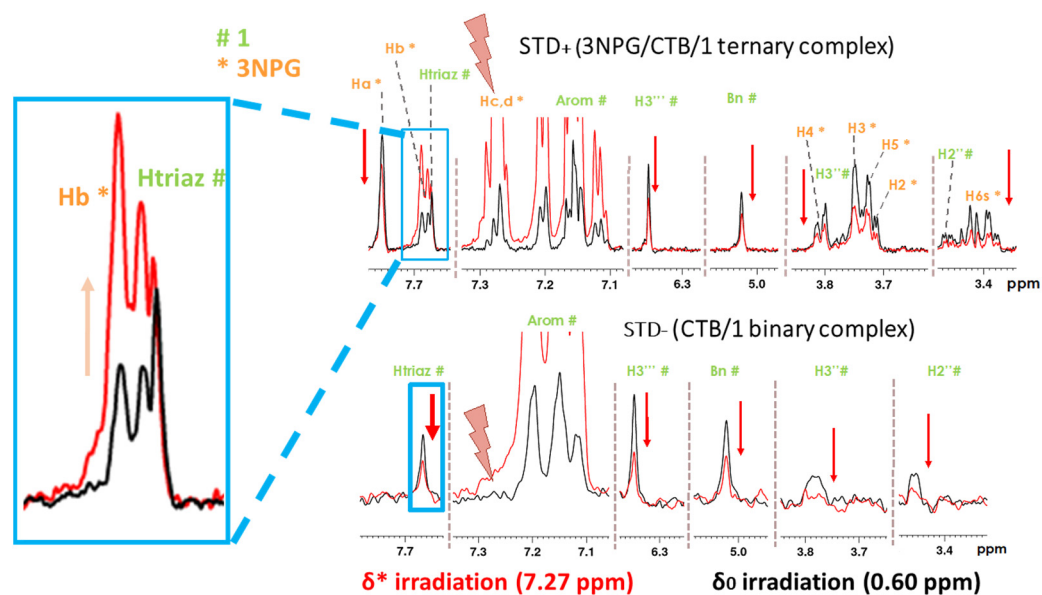 # 1
* 3NPG
Hb *
Htriaz #
STD+ (3NPG/CTB/1 ternary complex)
Ha *
Hb *
Htriaz #
Hc,d *
Arom #
H3''' #
Bn #
H4 *
H3''#
H3 *
H5 *
H2 *
H2''#
H6s *
7.7
7.3
7.2
7.1
6.3
5.0
3.8
3.7
3.4
ppm
STD- (CTB/1 binary complex)
Htriaz #
Arom #
H3''' #
Bn #
H3''#
H2''#
7.7
7.3
7.2
7.1
6.3
5.0
3.8
3.7
3.4
ppm
δ* irradiation (7.27 ppm)
δ0 irradiation (0.60 ppm)